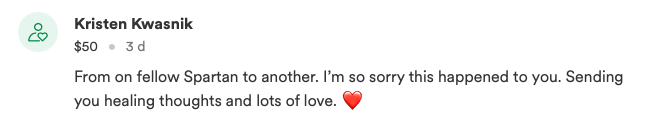 Kristen Kwasnik
$50 • 3 d
From on fellow Spartan to another. I'm so sorry this happened to you. Sending
you healing thoughts and lots of love. ❤️